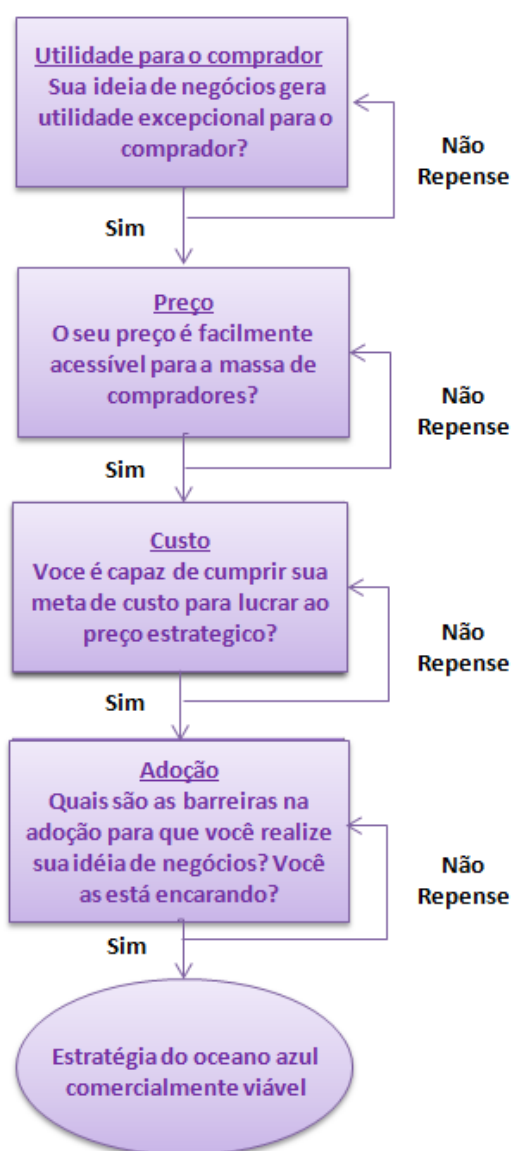 Utilidade para o comprador
Sua ideia de negócios gera
utilidade excepcional para o
comprador?
Não
Repense
Sim
Preço
O seu preço é facilmente
acessível para a massa de
compradores?
Não
Repense
Sim
Custo
Voce é capaz de cumprir sua
meta de custo para lucrar ao
preço estrategico?
Não
Repense
Sim
Adoção
Quais são as barreiras na
adoção para que você realize
sua idéia de negócios? Você
as está encarando?
Não
Repense
Sim
Estratégia do oceano azul
comercialmente viável